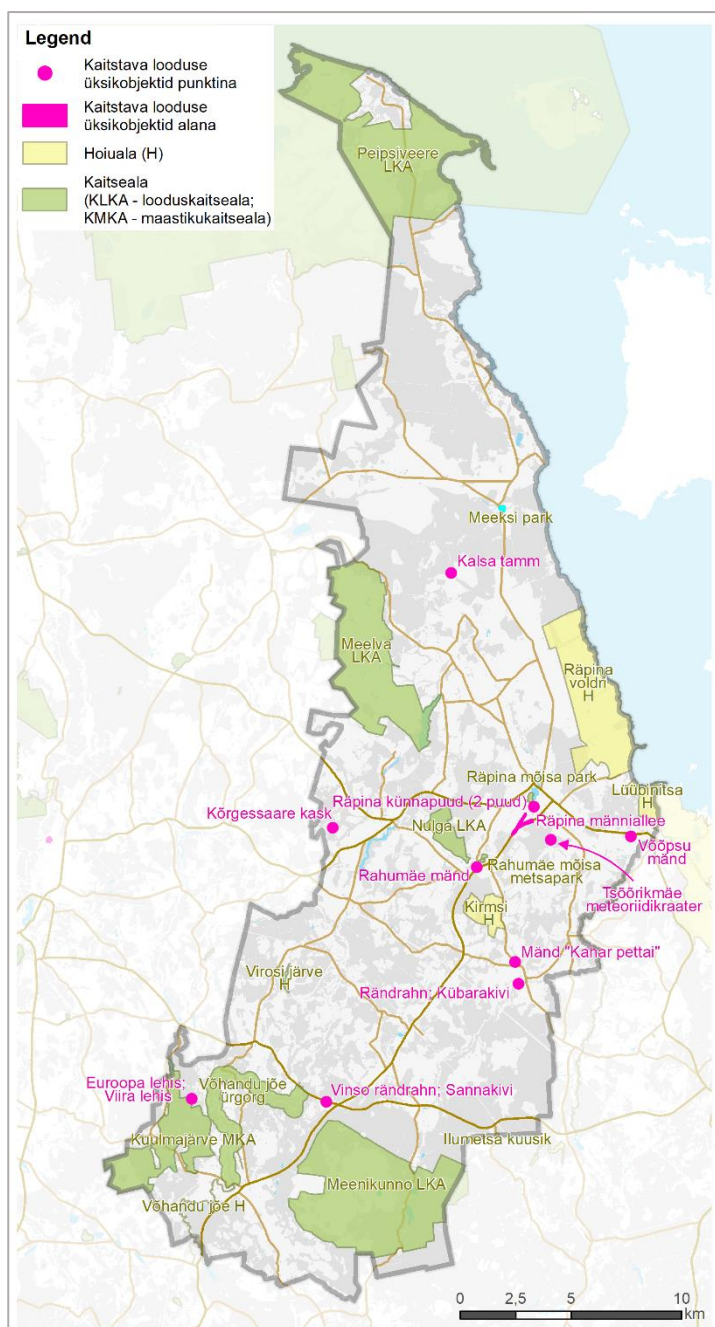 Legend
Kaitstava looduse
üksikobjektid punktina
Kaitstava looduse
üksikobjektid alana
Hoiuala (H)
Kaitseala
(KLKA - looduskaitseala;
KMKA - maastikukaitseala)
Peipsiveere
LKA
Meeksi park
Kalsa tamm
Meelva
LKA
Räpina
voldri
H
Räpina mõisa park
Lüübnitsa
H
Räpina künnapuud (2 puud)
Kõrgessaare kask
Räpina männiallee
Nulga LKA
Võõpsu
mänd
Rahumäe mänd
Rahumäe mõisa
metsapark
Tsõõrikmäe
meteoriidikraater
Kirmsi
H
Mänd "Kahar pettäi"
Virosi järve
H
Rändrahn; Kübarakivi
Euroopa lehis;
Viira lehis
Võhandu jõe
ürgorg
Vinso rändrahn; Sannakivi
Kuulmajärve MKA
Ilumetsa kuusik
Meenikunno LKA
Võhandu jõe H
0 2,5 5 10
km